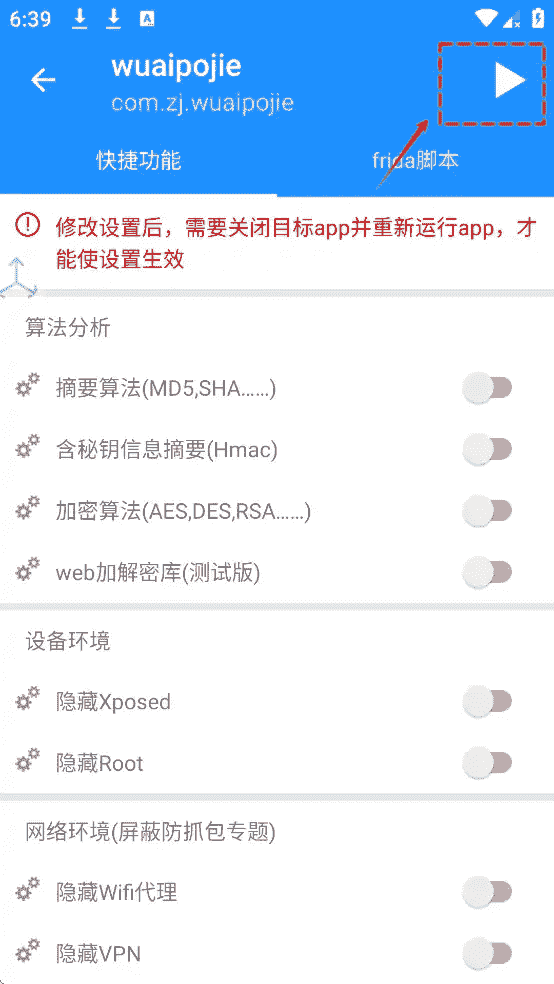 6:39
wuaipojie
com.zj.wuaipojie
快捷功能
frida脚本
修改设置后，需要关闭目标app并重新运行app，才
能使设置生效
算法分析
摘要算法(MD5,SHA……)
含秘钥信息摘要(Hmac)
加密算法(AES,DES,RSA……)
web加解密库(测试版)
设备环境
隐藏Xposed
隐藏Root
网络环境(屏蔽防抓包专题)
隐藏Wifi代理
隐藏VPN